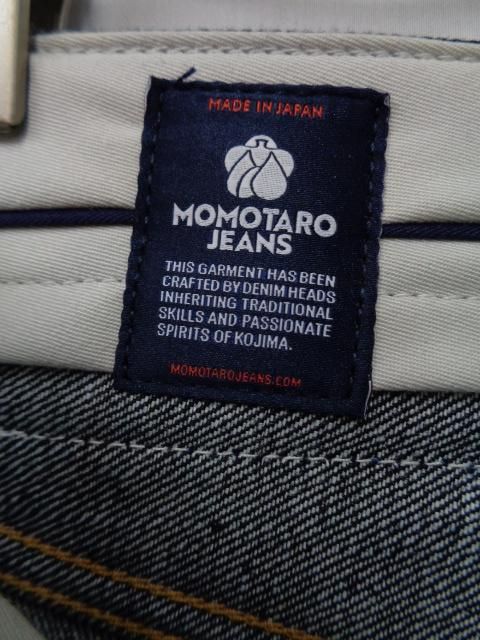 MADE IN JAPAN
MOMOTARO
JEANS
THIS GARMENT HAS BEEN
CRAFTED BY DENIM HEADS
INHERITING TRADITIONAL
SKILLS AND PASSIONATE
SPIRITS OF KOJIMA.
MOMOTAROJEANS.COM